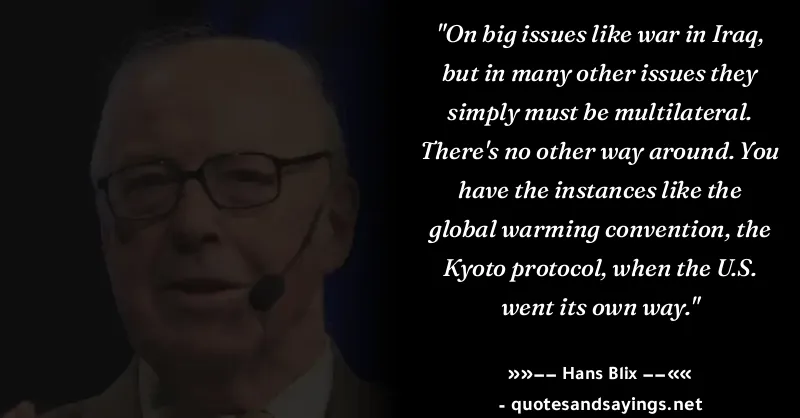 "On big issues like war in Iraq,
but in many other issues they
simply must be multilateral.
There's no other way around. You
have the instances like the
global warming convention, the
Kyoto protocol, when the U.S.
went its own way."
»»–– Hans Blix ––««
- quotesandsayings.net